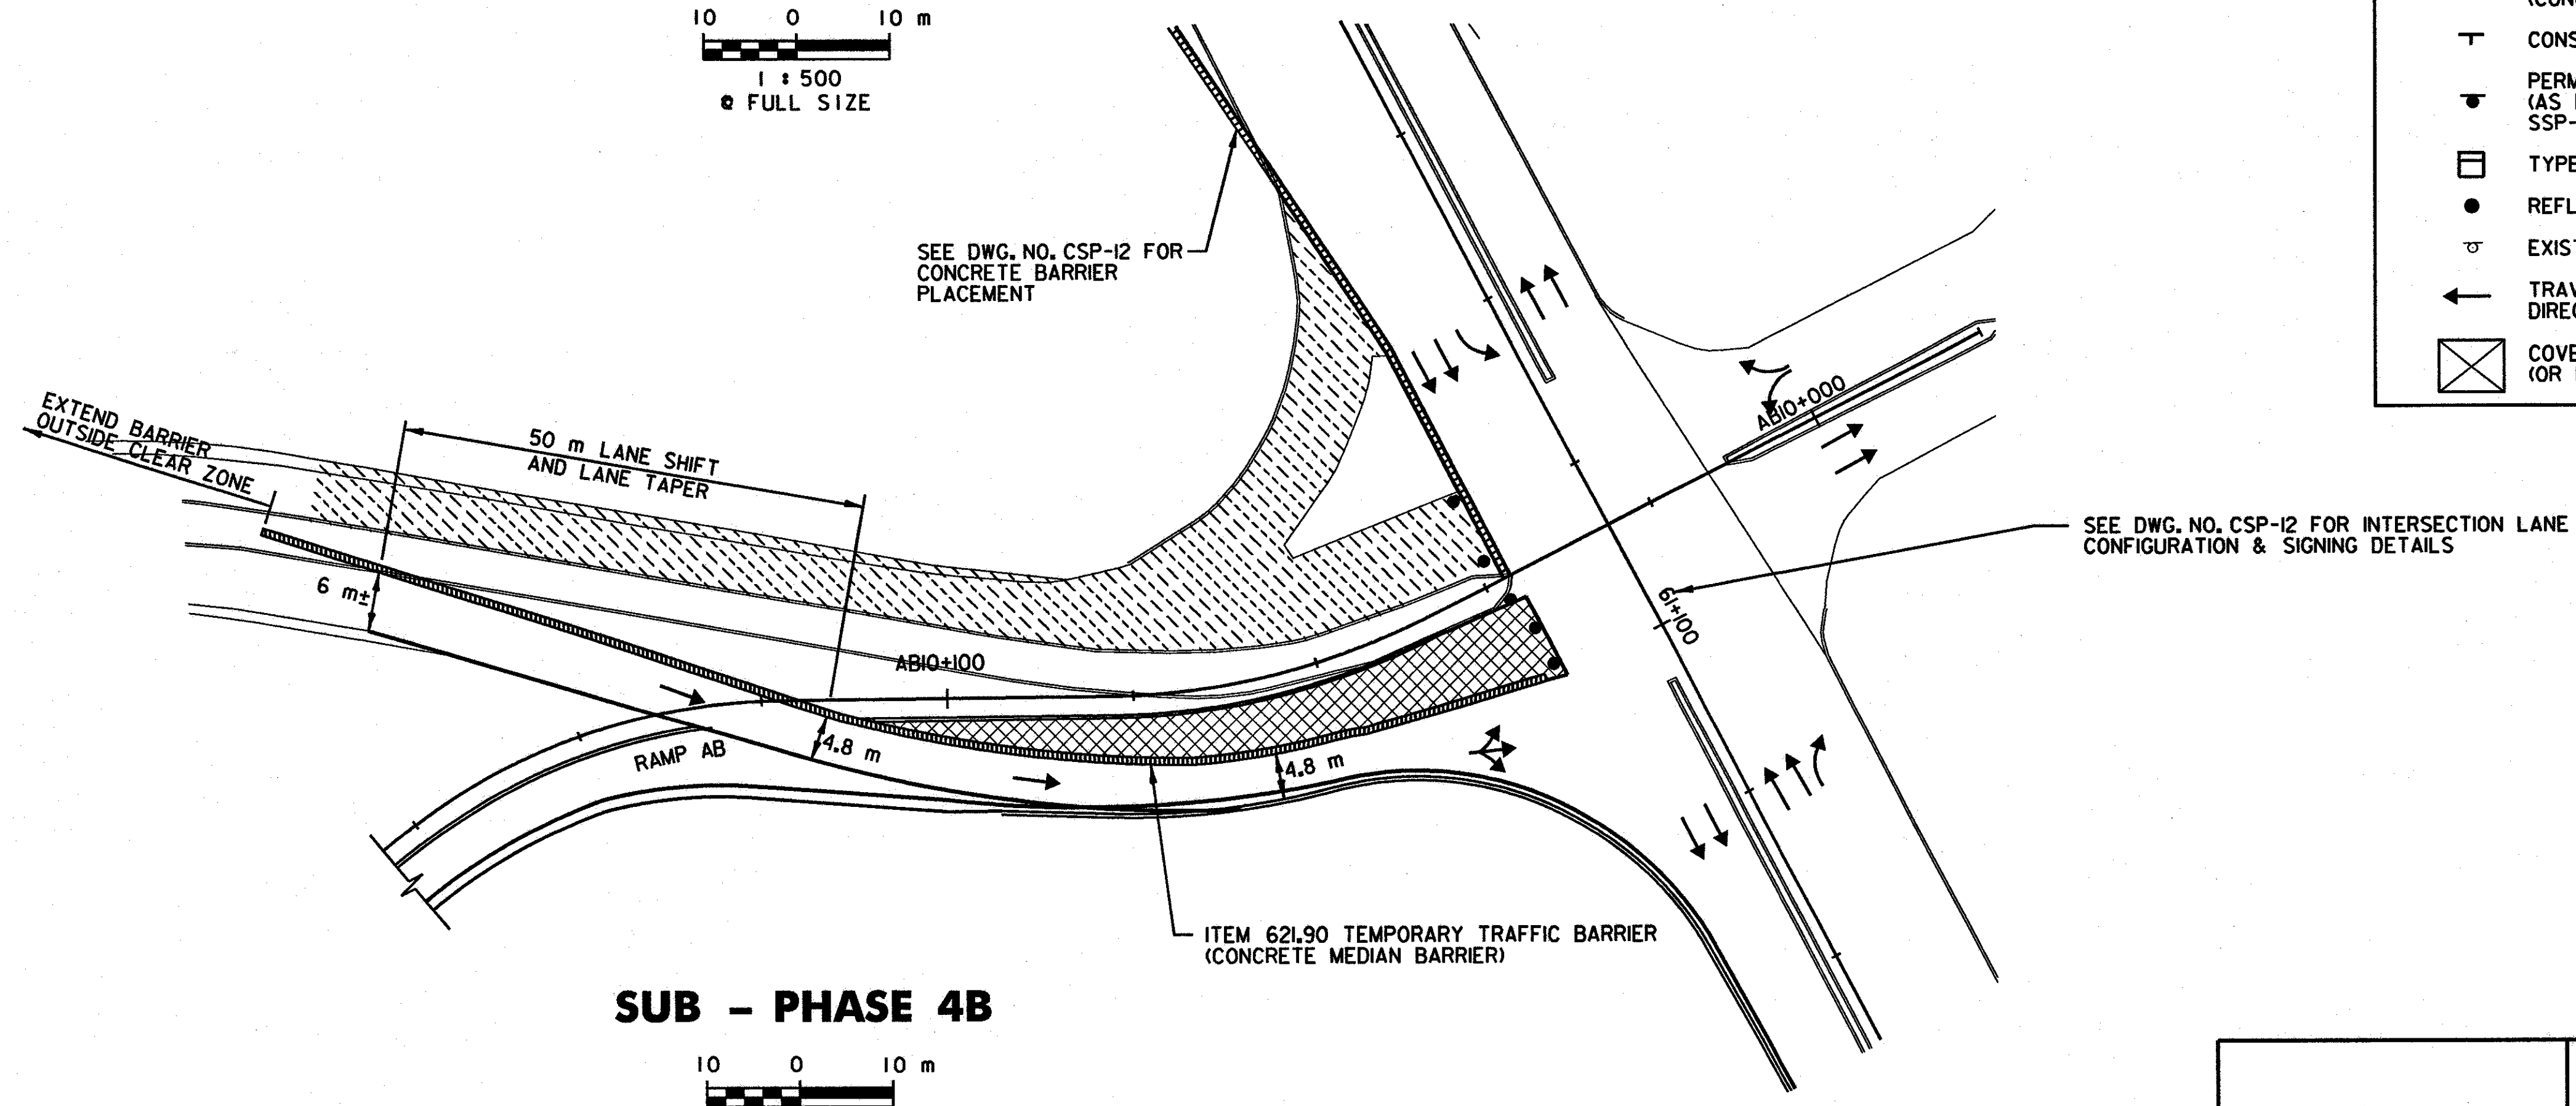 10 0 10 m
1 : 500
@ FULL SIZE
SEE DWG. NO. CSP-12 FOR
CONCRETE BARRIER
PLACEMENT
EXTEND BARRIER
OUTSIDE CLEAR ZONE
50 m LANE SHIFT
AND LANE TAPER
6 m±
AB10+100
RAMP AB
4.8 m
4.8 m
AB10+000
61+100
SEE DWG. NO. CSP-12 FOR INTERSECTION LANE
CONFIGURATION & SIGNING DETAILS
ITEM 621.90 TEMPORARY TRAFFIC BARRIER
(CONCRETE MEDIAN BARRIER)
SUB – PHASE 4B
10 0 10 m
CONS
PERM
(AS
SSP-
TYPE
REFL
EXIS
TRAV
DIREC
COVE
(OR